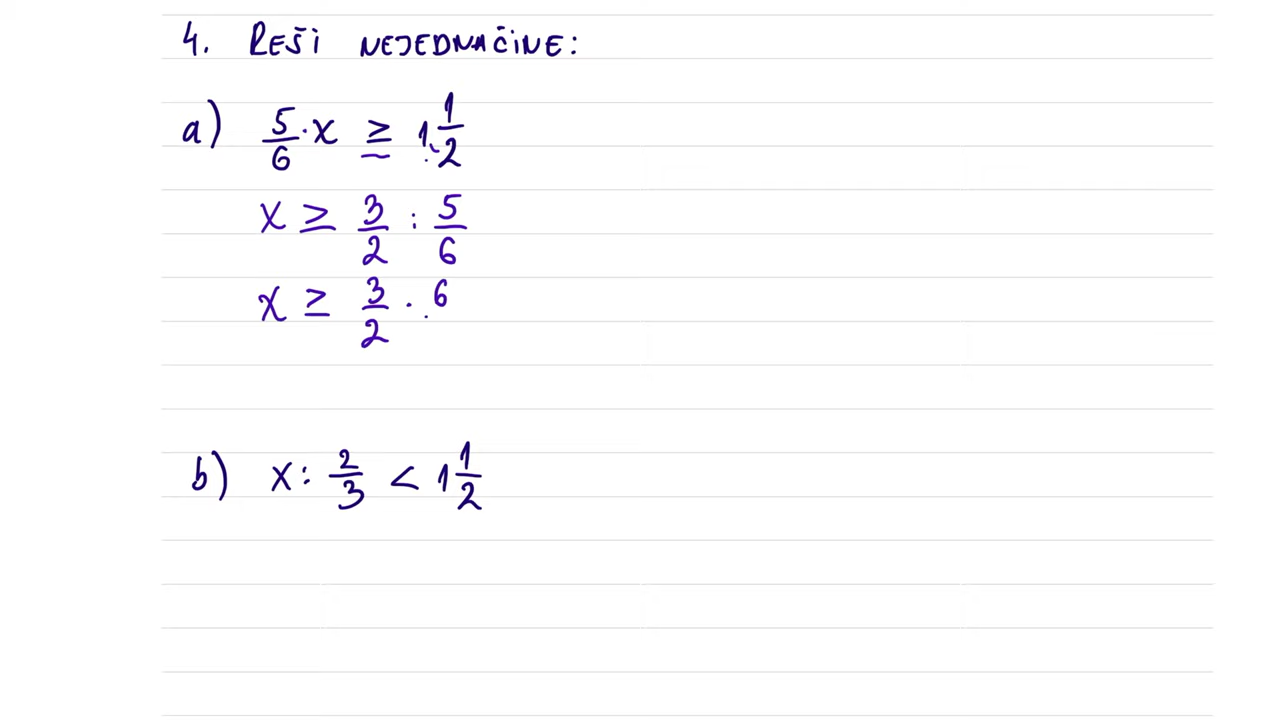 4. REŠI NEJEDNAČINE:
a) 5/6 · x ≥ 1 1/2
x ≥ 3/2 : 5/6
x ≥ 3/2 · 6
b) x : 2/3 < 1 1/2